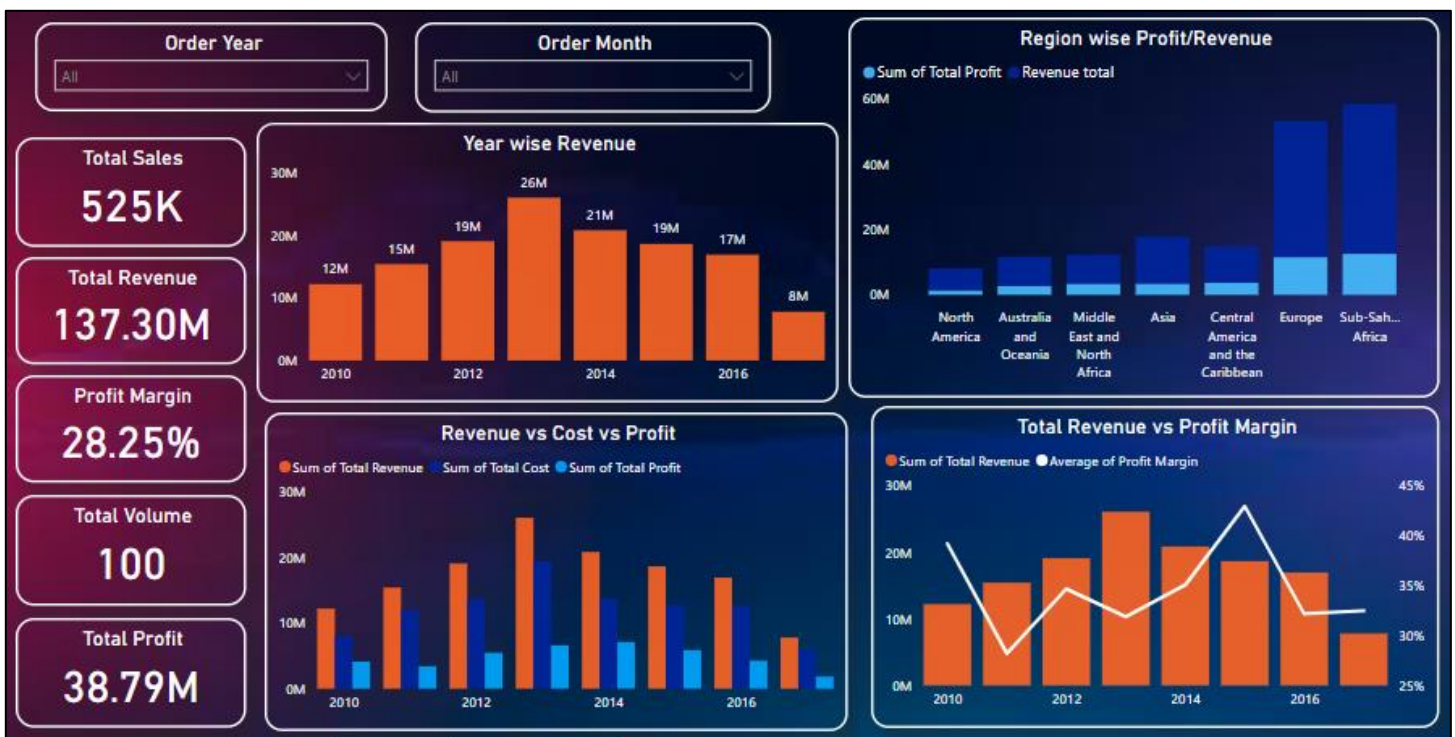 Order Year
All
Order Month
All
Total Sales
525K
Total Revenue
137.30M
Profit Margin
28.25%
Total Volume
100
Total Profit
38.79M
Year wise Revenue
30M
20M
10M
0M
12M
15M
19M
26M
21M
19M
17M
8M
2010
2012
2014
2016
Region wise Profit/Revenue
Sum of Total Profit
Revenue total
60M
40M
20M
0M
North
America
Australia
and
Oceania
Middle
East and
North
Africa
Asia
Central
America
and the
Caribbean
Europe
Sub-Sah...
Africa
Revenue vs Cost vs Profit
Sum of Total Revenue
Sum of Total Cost
Sum of Total Profit
30M
20M
10M
0M
2010
2012
2014
2016
Total Revenue vs Profit Margin
Sum of Total Revenue
Average of Profit Margin
30M
20M
10M
0M
45%
40%
35%
30%
25%
2010
2012
2014
2016